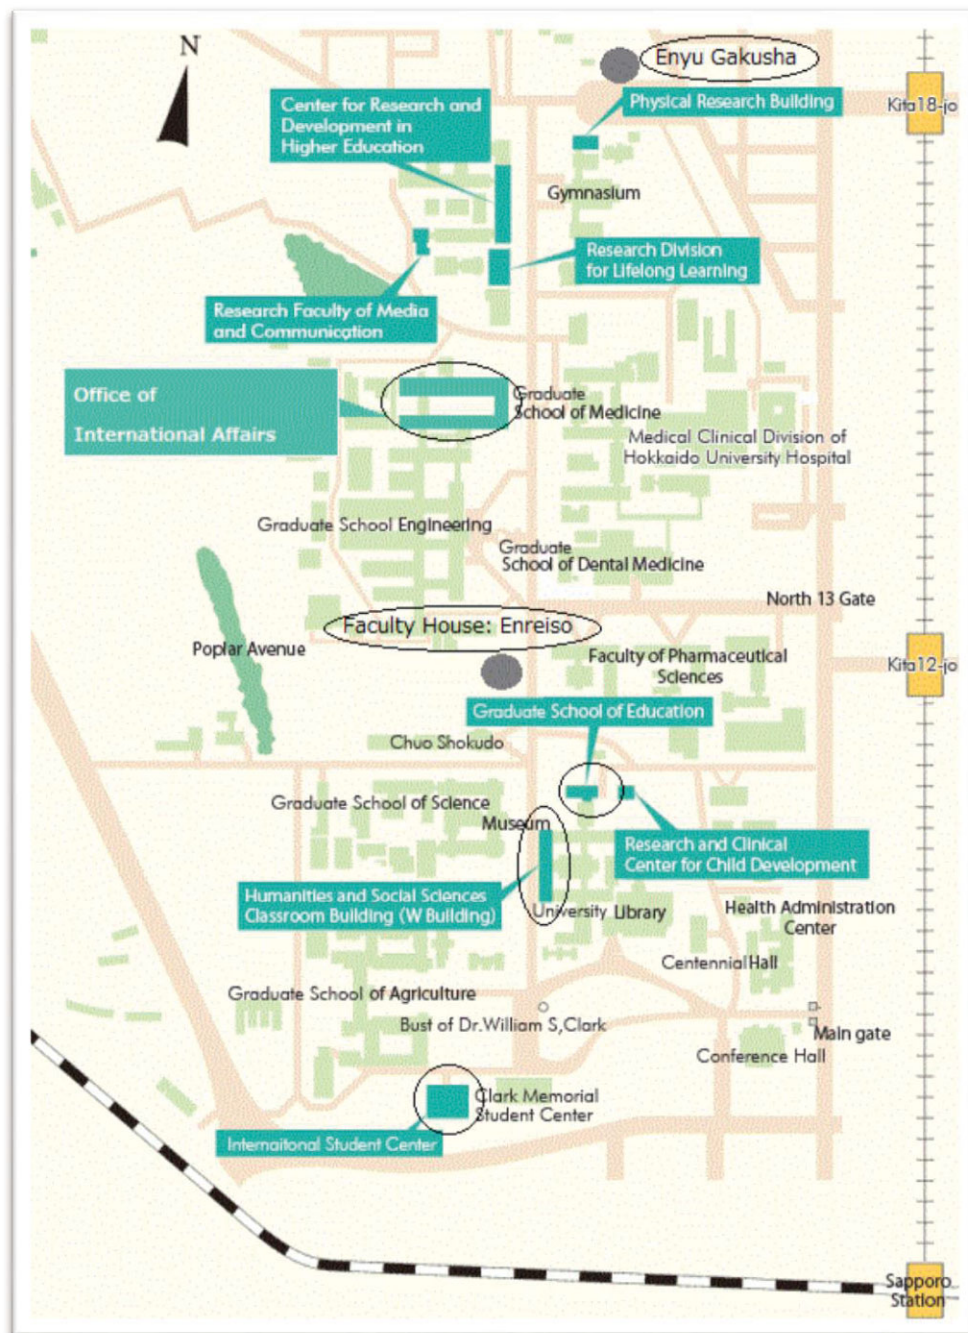 N
Enyu Gakusha
Center for Research and
Development in
Higher Education
Physical Research Building
Kita18-jo
Gymnasium
Research Division
for Lifelong Learning
Research Faculty of Media
and Communication
Office of
International Affairs
Graduate
School of Medicine
Medical Clinical Division of
Hokkaido University Hospital
Graduate School Engineering
Graduate
School of Dental Medicine
North 13 Gate
Faculty House: Enreiso
Poplar Avenue
Faculty of Pharmaceutical
Sciences
Kita12-jo
Graduate School of Education
Chuo Shokudo
Graduate School of Science
Museum
Research and Clinical
Center for Child Development
Humanities and Social Sciences
Classroom Building (W Building)
University Library
Health Administration
Center
Centennial Hall
Graduate School of Agriculture
Bust of Dr.William S,Clark
Main gate
Conference Hall
Clark Memorial
Student Center
Internaitonal Student Center
Sapporo
Station